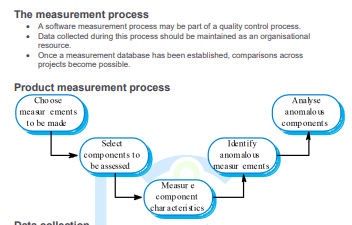 The measurement process
• A software measurement process may be part of a quality control process.
• Data collected during this process should be maintained as an organisational
resource.
• Once a measurement database has been established, comparisons across
projects become possible.
Product measurement process
Choose
measur ements
to be made
Select
components to
be assessed
Measur e
component
characteristics
Identify
anomalous
measur ements
Analyse
anomalous
components
Data collection